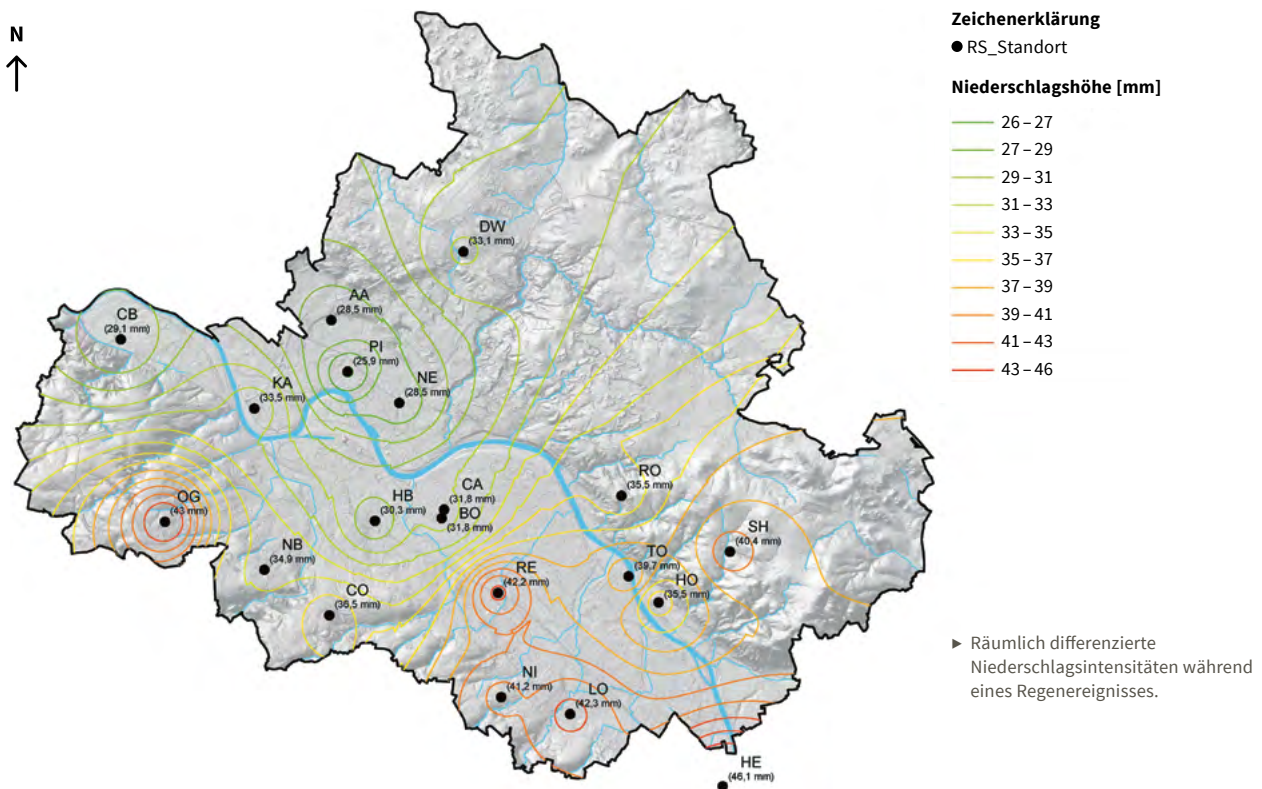 N
DW
(33,1 mm)
AA
(28,5 mm)
CB
(29,1 mm)
PI
(25,9 mm)
NE
(28,5 mm)
KA
(33,5 mm)
RO
(35,5 mm)
OG
(43 mm)
HB
(30,3 mm)
CA
(31,8 mm)
BO
(31,8 mm)
SH
(40,4 mm)
NB
(34,9 mm)
TO
(39,7 mm)
RE
(42,2 mm)
HO
(35,5 mm)
CO
(36,5 mm)
NI
(41,2 mm)
LO
(42,3 mm)
HE
(46,1 mm)
Zeichenerklärung
RS_Standort
Niederschlagshöhe [mm]
26 – 27
27 – 29
29 – 31
31 – 33
33 – 35
35 – 37
37 – 39
39 – 41
41 – 43
43 – 46
▸ Räumlich differenzierte
Niederschlagsintensitäten während
eines Regenereignisses.